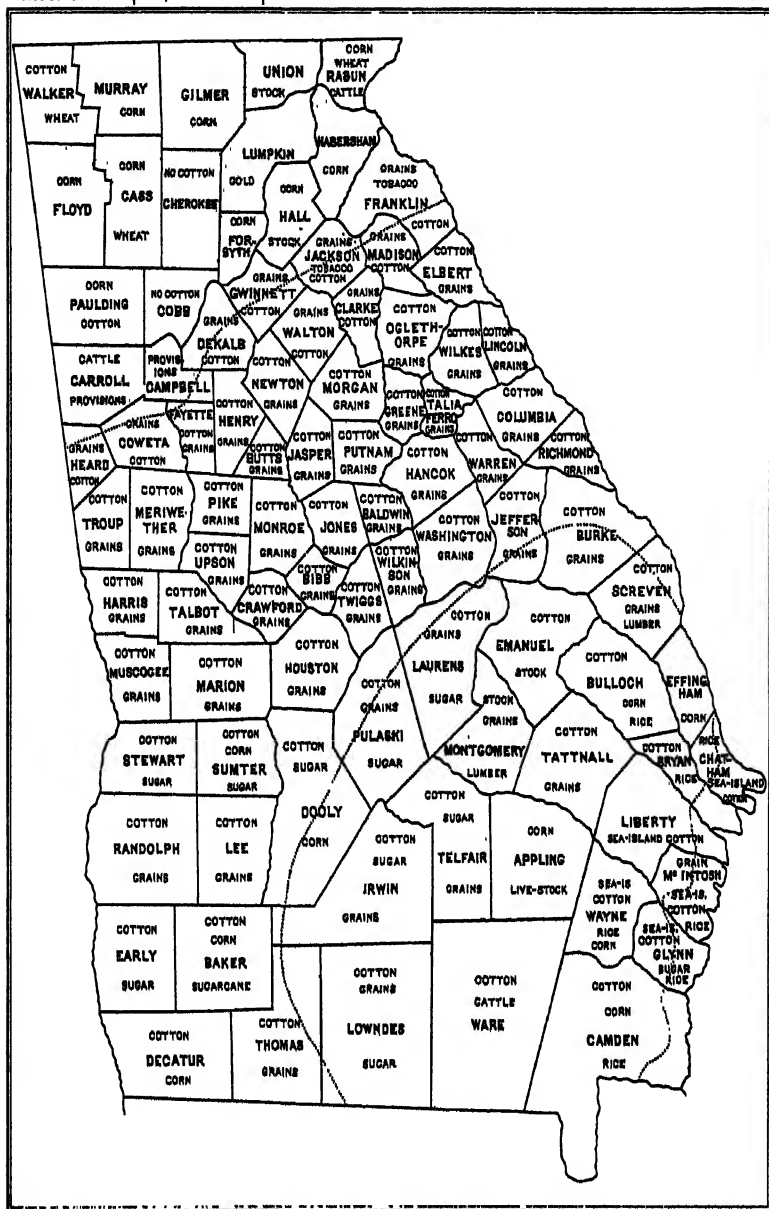 COTTON
WALKER
WHEAT
MURRAY
CORN
GILMER
CORN
UNION
STOCK
CORN
WHEAT
RABUN
CATTLE
CORN
FLOYD
CORN
CASS
WHEAT
NO COTTON
CHEROKEE
LUMPKIN
GOLD
HABERSHAM
CORN
GRAINS
TOBACCO
FRANKLIN
COTTON
CORN
FOR-
SYTH
CORN
HALL
STOCK
GRAINS
JACKSON
TOBACCO
COTTON
GRAINS
MADISON
COTTON
COTTON
ELBERT
GRAINS
CORN
PAULDING
COTTON
NO COTTON
COBB
GRAINS
DEKALB
COTTON
GRAINS
GWINNETT
COTTON
GRAINS
WALTON
COTTON
GRAINS
CLARKE
COTTON
COTTON
OGLETH-
ORPE
GRAINS
COTTON
WILKES
GRAINS
COTTON
LINCOLN
GRAINS
CATTLE
CARROLL
PROVISIONS
PROVIS-
IONS
CAMPBELL
GRAINS
COWETA
COTTON
FAYETTE
COTTON
GRAINS
COTTON
HENRY
GRAINS
COTTON
NEWTON
GRAINS
COTTON
MORGAN
GRAINS
COTTON
GREENE
GRAINS
COTTON
TALIA
FERRO
GRAINS
COTTON
COLUMBIA
GRAINS
COTTON
RICHMOND
GRAINS
GRAINS
HEARD
COTTON
COTTON
BUTTS
GRAINS
COTTON
JASPER
GRAINS
COTTON
PUTNAM
GRAINS
COTTON
HANCOK
GRAINS
COTTON
WARREN
GRAINS
COTTON
TROUP
GRAINS
COTTON
MERIWE-
THER
GRAINS
COTTON
PIKE
GRAINS
COTTON
UPSON
GRAINS
COTTON
MONROE
GRAINS
COTTON
JONES
GRAINS
COTTON
BALDWIN
GRAINS
COTTON
WASHINGTON
GRAINS
COTTON
JEFFER-
SON
GRAINS
COTTON
BURKE
GRAINS
COTTON
SCREVEN
GRAINS
LUMBER
COTTON
HARRIS
GRAINS
COTTON
TALBOT
GRAINS
COTTON
CRAWFORD
GRAINS
COTTON
BIBB
GRAINS
COTTON
TWIGGS
GRAINS
COTTON
WILKIN-
SON
GRAINS
COTTON
MUSCOGEE
GRAINS
COTTON
MARION
GRAINS
COTTON
HOUSTON
GRAINS
COTTON
GRAINS
PULASKI
SUGAR
COTTON
GRAINS
LAURENS
SUGAR
COTTON
EMANUEL
STOCK
COTTON
BULLOCH
CORN
RICE
EFFING
HAM
CORN
COTTON
STEWART
SUGAR
COTTON
CORN
SUMTER
SUGAR
COTTON
SUGAR
DOOLY
CORN
STOCK
GRAINS
MONTGOMERY
LUMBER
COTTON
TATTNALL
GRAINS
COTTON
BRYAN
RICE
RICE
CHAT-
HAM
SEA-ISLAND
COTTON
RANDOLPH
GRAINS
COTTON
LEE
GRAINS
COTTON
SUGAR
IRWIN
GRAINS
COTTON
SUGAR
TELFAIR
GRAINS
CORN
APPLING
LIVE-STOCK
LIBERTY
SEA-ISLAND COTTON
GRAIN
Mc INTOSH
SEA-IS.
COTTON
RICE
SEA-IS
COTTON
WAYNE
RICE
CORN
SEA-IS.
COTTON
GLYNN
SUGAR
RICE
COTTON
EARLY
SUGAR
COTTON
CORN
BAKER
SUGARCANE
COTTON
DECATUR
CORN
COTTON
THOMAS
GRAINS
COTTON
GRAINS
LOWNDES
SUGAR
COTTON
CATTLE
WARE
COTTON
CORN
CAMDEN
RICE